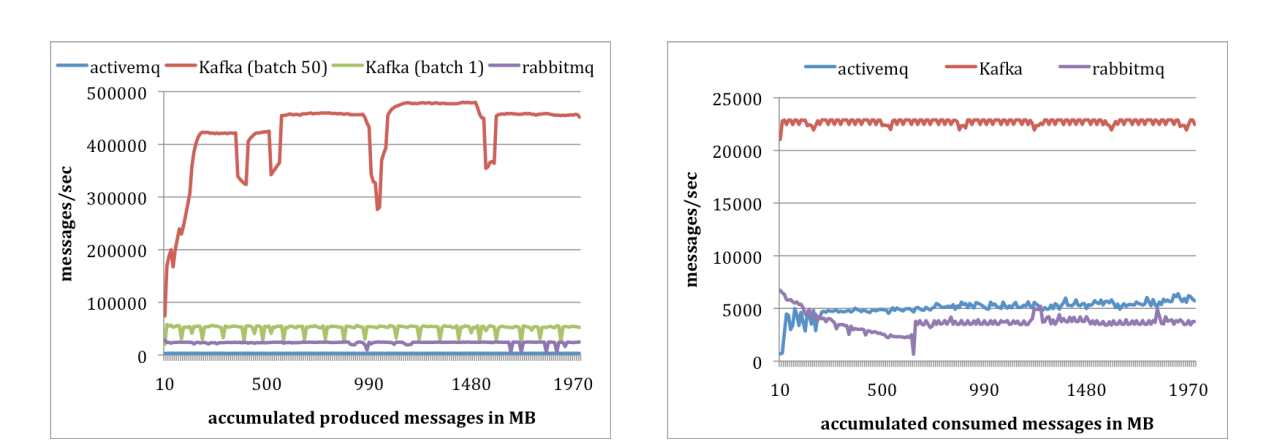 activemq Kafka (batch 50) Kafka (batch 1) rabbitmq
500000
400000
300000
200000
100000
0
messages/sec
10 500 990 1480 1970
accumulated produced messages in MB
activemq Kafka rabbitmq
25000
20000
15000
10000
5000
0
messages/sec
10 500 990 1480 1970
accumulated consumed messages in MB